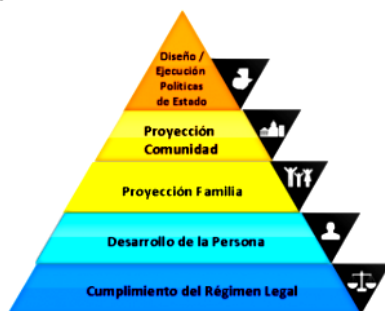 Diseño /
Ejecución
Políticas
de Estado
Proyección
Comunidad
Proyección Familia
Desarrollo de la Persona
Cumplimiento del Régimen Legal